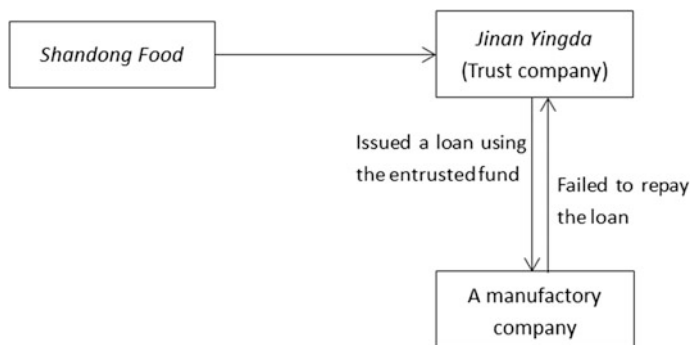 Shandong Food
Jinan Yingda
(Trust company)
Issued a loan using
the entrusted fund
Failed to repay
the loan
A manufactory
company